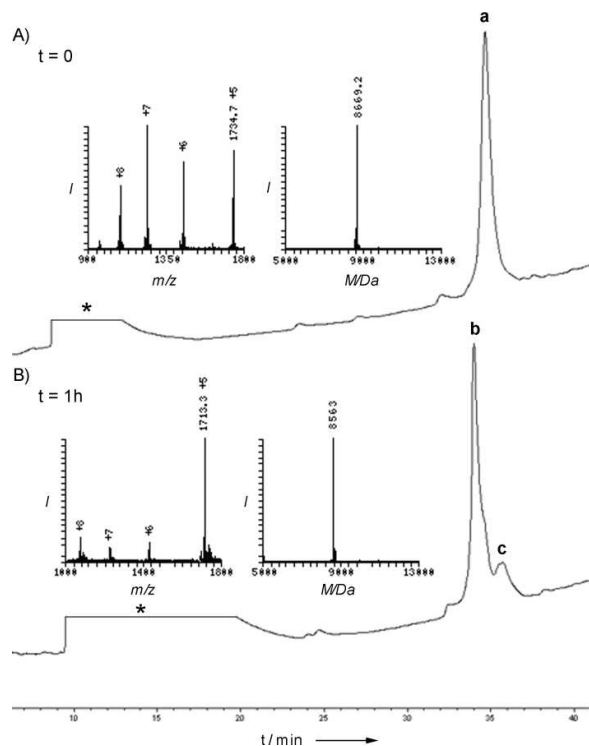 A)
t = 0
a
+8
+7
+6
1734.7 +5
I
900
1350
1800
m/z
8669.2
I
5000
9000
13000
M/Da
*
B)
t = 1h
b
c
+8
+7
+6
1713.3 +5
I
1000
1400
1800
m/z
8563
I
5000
9000
13000
M/Da
*
10
15
20
25
30
35
40
t / min